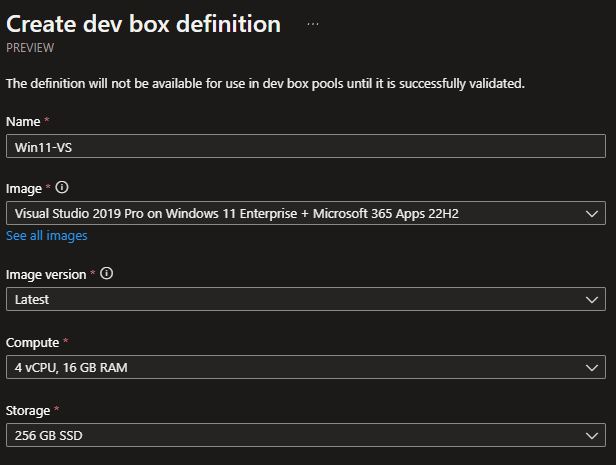 Create dev box definition ...
PREVIEW
The definition will not be available for use in dev box pools until it is successfully validated.
Name *
Win11-VS
Image *
Visual Studio 2019 Pro on Windows 11 Enterprise + Microsoft 365 Apps 22H2
See all images
Image version *
Latest
Compute *
4 vCPU, 16 GB RAM
Storage *
256 GB SSD